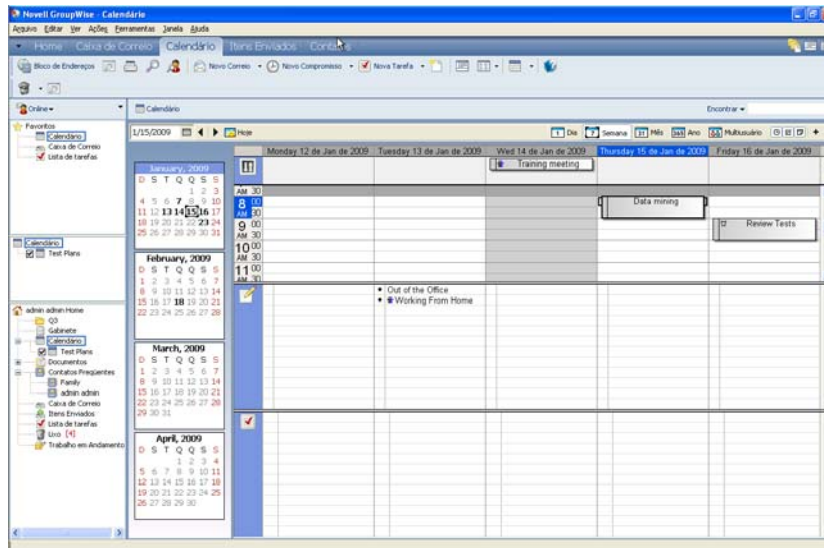 Novell GroupWise - Calendário
Arquivo Editar Ver Ações Ferramentas Janela Ajuda
Home Caixa de Correio Calendário Itens Enviados Contatos
Bloco de Endereços Novo Correio Novo Compromisso Nova Tarefa
Online Calendário Encontrar
Favoritos
Calendário
Caixa de Correio
Lista de tarefas
Calendário
Test Plans
admin admin Home
Q3
Gabinete
Calendário
Test Plans
Documentos
Contatos Freqüentes
Family
admin admin
Caixa de Correio
Itens Enviados
Lista de tarefas
Lixo [4]
Trabalho em Andamento
1/15/2009 Hoje 1 Dia 7 Semana 31 Mês 365 Ano Multiusuário
January, 2009
D S T Q Q S S
1 2 3
4 5 6 7 8 9 10
11 12 13 14 15 16 17
18 19 20 21 22 23 24
25 26 27 28 29 30 31
February, 2009
D S T Q Q S S
1 2 3 4 5 6 7
8 9 10 11 12 13 14
15 16 17 18 19 20 21
22 23 24 25 26 27 28
March, 2009
D S T Q Q S S
1 2 3 4 5 6 7
8 9 10 11 12 13 14
15 16 17 18 19 20 21
22 23 24 25 26 27 28
29 30 31
April, 2009
D S T Q Q S S
1 2 3 4
5 6 7 8 9 10 11
12 13 14 15 16 17 18
19 20 21 22 23 24 25
26 27 28 29 30
Monday 12 de Jan de 2009 Tuesday 13 de Jan de 2009 Wed 14 de Jan de 2009 Thursday 15 de Jan de 2009 Friday 16 de Jan de 2009
Training meeting
AM 30
8 00 Data mining
AM 30
9 00 Review Tests
AM 30
10 00
AM 30
11 00
AM 30
Out of the Office
Working From Home